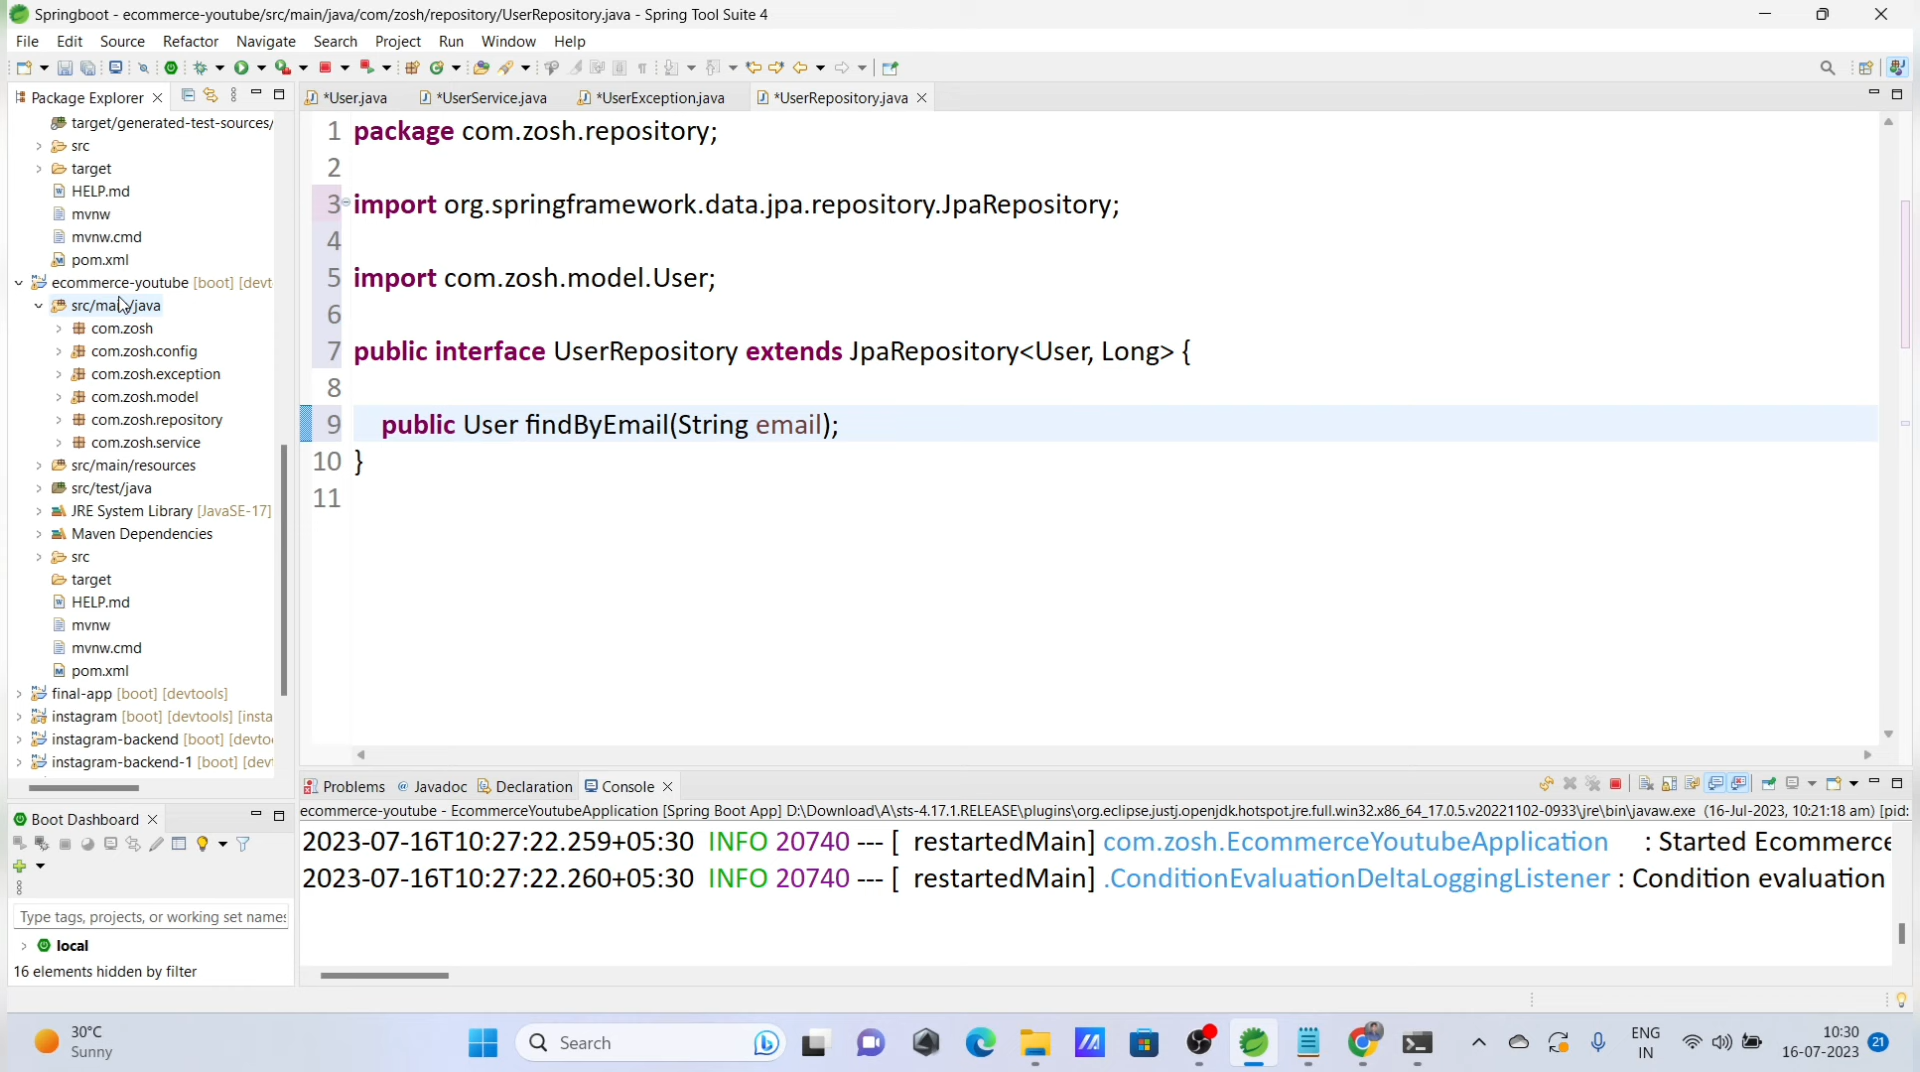 Springboot - ecommerce-youtube/src/main/java/com/zosh/repository/UserRepository.java - Spring Tool Suite 4
File Edit Source Refactor Navigate Search Project Run Window Help
Package Explorer
*User.java *UserService.java *UserException.java *UserRepository.java
target/generated-test-sources/
src
target
HELP.md
mvnw
mvnw.cmd
pom.xml
ecommerce-youtube [boot] [devt
src/main/java
com.zosh
com.zosh.config
com.zosh.exception
com.zosh.model
com.zosh.repository
com.zosh.service
src/main/resources
src/test/java
JRE System Library [JavaSE-17]
Maven Dependencies
src
target
HELP.md
mvnw
mvnw.cmd
pom.xml
final-app [boot] [devtools]
instagram [boot] [devtools] [insta
instagram-backend [boot] [devto
instagram-backend-1 [boot] [dev
1 package com.zosh.repository;
2
3 import org.springframework.data.jpa.repository.JpaRepository;
4
5 import com.zosh.model.User;
6
7 public interface UserRepository extends JpaRepository<User, Long> {
8
9 public User findByEmail(String email);
10 }
11
Boot Dashboard
Type tags, projects, or working set names
local
16 elements hidden by filter
Problems @ Javadoc Declaration Console
ecommerce-youtube - EcommerceYoutubeApplication [Spring Boot App] D:\Download\A\sts-4.17.1.RELEASE\plugins\org.eclipse.justj.openjdk.hotspot.jre.full.win32.x86_64_17.0.5.v20221102-0933\jre\bin\javaw.exe (16-Jul-2023, 10:21:18 am) [pid:
2023-07-16T10:27:22.259+05:30 INFO 20740 --- [ restartedMain] com.zosh.EcommerceYoutubeApplication : Started Ecommerce
2023-07-16T10:27:22.260+05:30 INFO 20740 --- [ restartedMain] .ConditionEvaluationDeltaLoggingListener : Condition evaluation
30°C
Sunny
Search
ENG
IN
10:30
16-07-2023
21